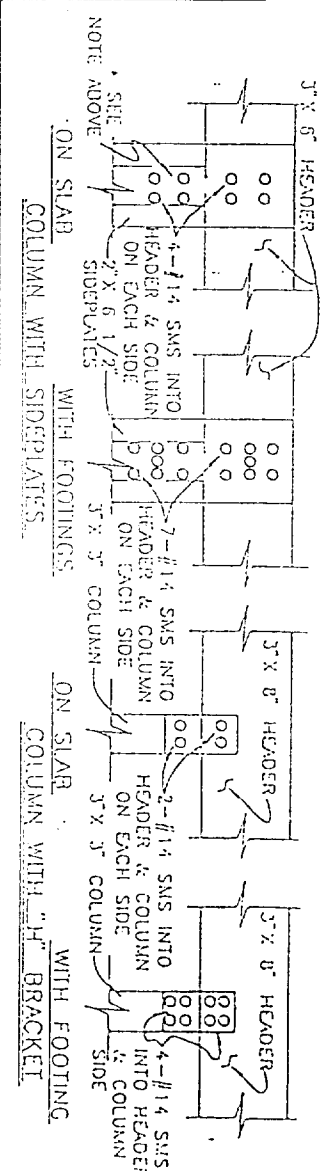 3"X 6" HEADER
4-#14 SMS INTO
HEADER & COLUMN
ON EACH SIDE
2"X 6 1/2"
SIDEPLATES
* SEE
NOTE ABOVE
ON SLAB
WITH FOOTINGS
COLUMN WITH SIDEPLATES
7-#14 SMS INTO
HEADER & COLUMN
ON EACH SIDE
3"X 3" COLUMN
3"X 8" HEADER
2-#14 SMS INTO
HEADER & COLUMN
ON EACH SIDE
3"X 3" COLUMN
ON SLAB
3"X 8" HEADER
4-#14 SMS
INTO HEADER
& COLUMN
SIDE
WITH FOOTING
COLUMN WITH "H" BRACKET